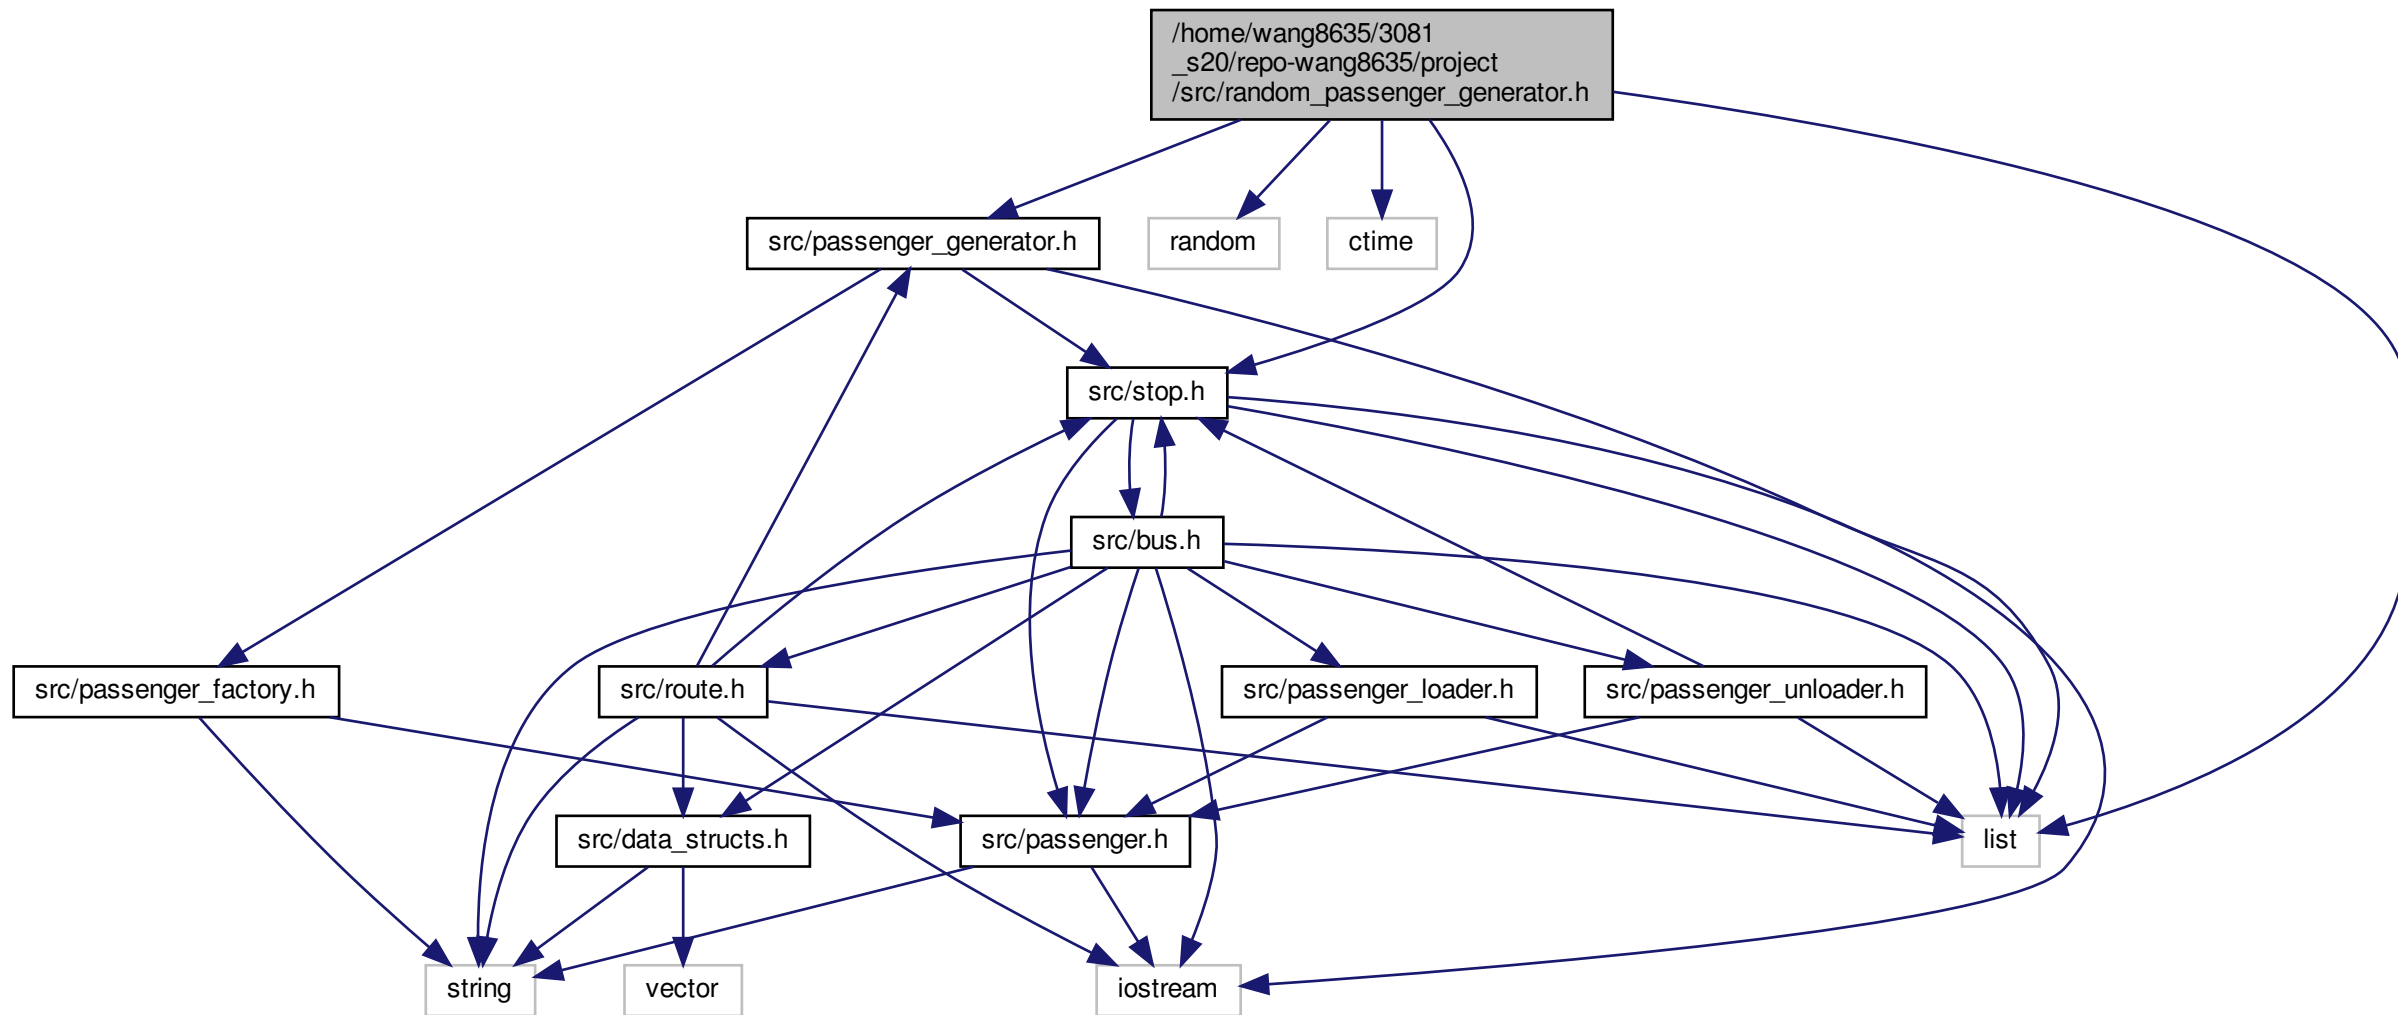 /home/wang8635/3081
_s20/repo-wang8635/project
/src/random_passenger_generator.h
src/passenger_generator.h
random
ctime
src/stop.h
src/bus.h
src/passenger_factory.h
src/route.h
src/passenger_loader.h
src/passenger_unloader.h
src/data_structs.h
src/passenger.h
list
string
vector
iostream